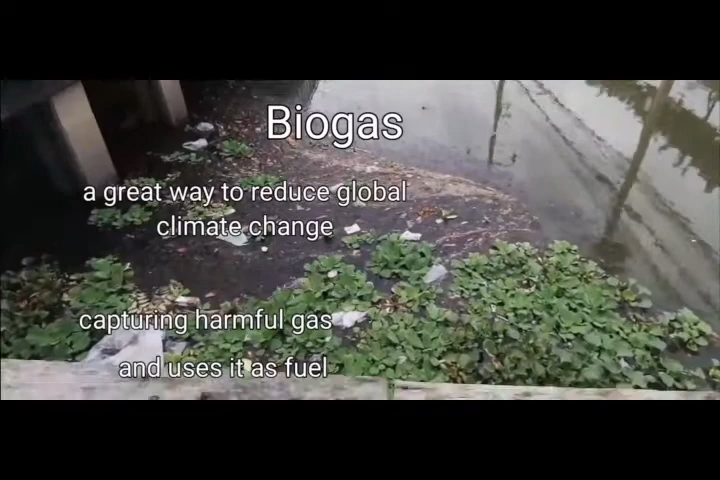 Biogas
a great way to reduce global
climate change
capturing harmful gas
and uses it as fuel